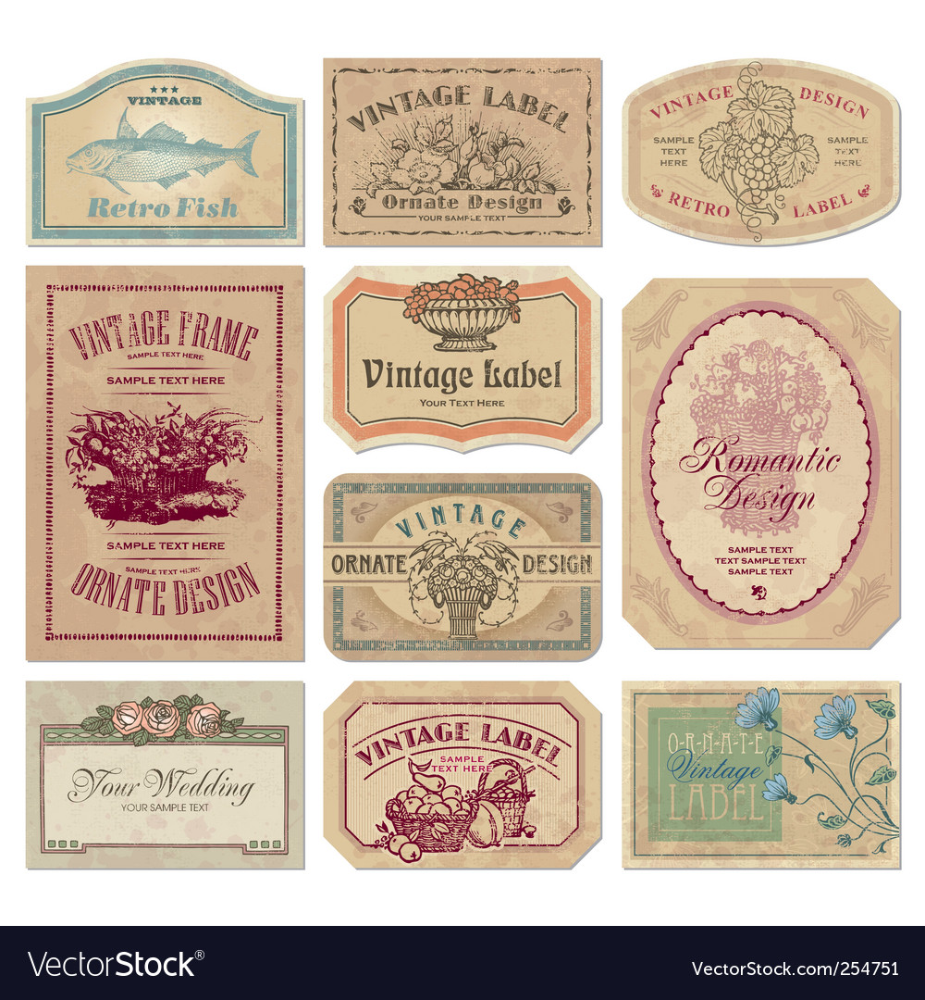 VINTAGE
Retro Fish
VINTAGE LABEL
Ornate Design
YOUR SAMPLE TEXT
VINTAGE DESIGN
SAMPLE TEXT HERE
SAMPLE TEXT HERE
RETRO LABEL
VINTAGE FRAME
SAMPLE TEXT HERE
SAMPLE TEXT HERE
SAMPLE TEXT HERE
SAMPLE TEXT HERE
ORNATE DESIGN
Vintage Label
Your Text Here
VINTAGE
ORNATE DESIGN
Romantic
Design
SAMPLE TEXT
TEXT SAMPLE TEXT
SAMPLE TEXT
Your Wedding
YOUR SAMPLE TEXT
VINTAGE LABEL
SAMPLE
TEXT HERE
O-R-N-A-T-E
Vintage
LABEL
VectorStock®
VectorStock.com/254751